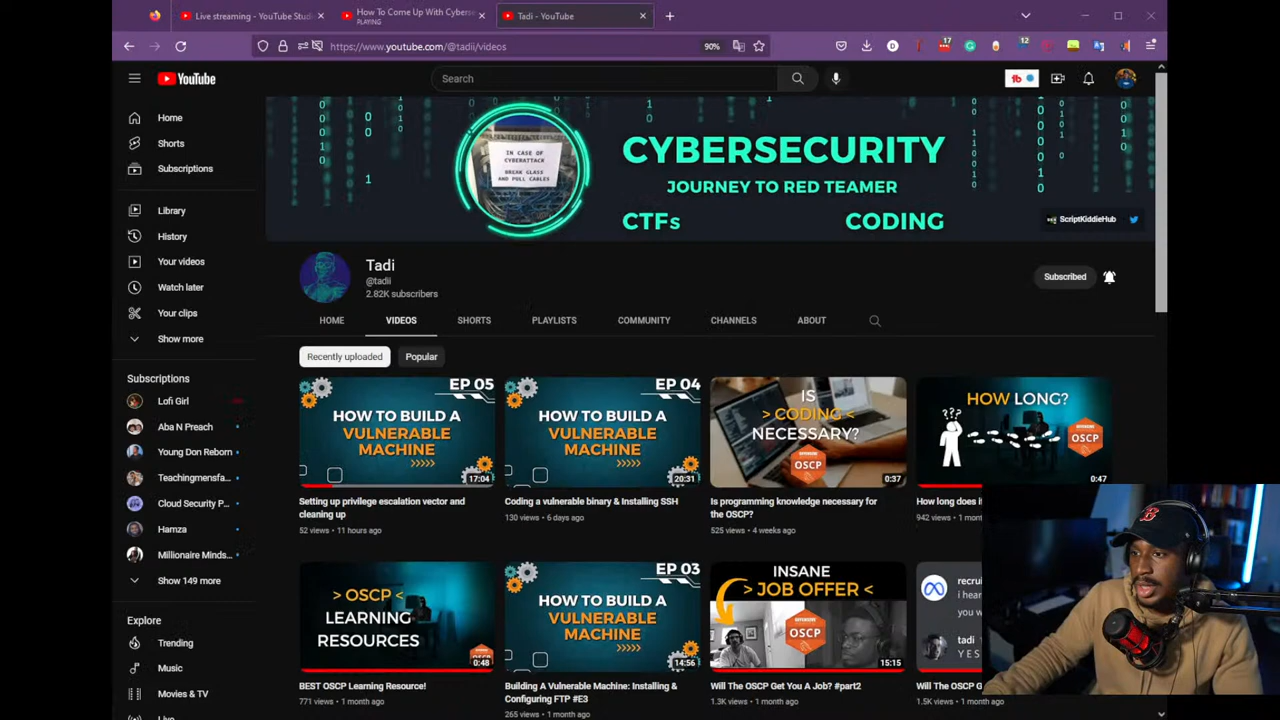 Live streaming - YouTube Stud
How To Come Up With Cyberse
PLAYING
Tadi - YouTube
https://www.youtube.com/@tadii/videos
90%
17
12
YouTube
Search
Home
Shorts
Subscriptions
Library
History
Your videos
Watch later
Your clips
Show more
Subscriptions
Lofi Girl
Aba N Preach
Young Don Reborn
Teachingmensfa...
Cloud Security P...
Hamza
Millionaire Minds...
Show 149 more
Explore
Trending
Music
Movies & TV
Live
IN CASE OF
CYBERATTACK
BREAK GLASS
AND PULL CABLES
CYBERSECURITY
JOURNEY TO RED TEAMER
CTFs CODING
ScriptKiddieHub
Tadi
@tadii
2.82K subscribers
Subscribed
HOME VIDEOS SHORTS PLAYLISTS COMMUNITY CHANNELS ABOUT
Recently uploaded Popular
EP 05
HOW TO BUILD A
VULNERABLE
MACHINE
>>>>>
17:04
Setting up privilege escalation vector and
cleaning up
52 views • 11 hours ago
EP 04
HOW TO BUILD A
VULNERABLE
MACHINE
>>>>>
20:31
Coding a vulnerable binary & Installing SSH
130 views • 6 days ago
IS
> CODING <
NECESSARY?
OSCP
0:37
Is programming knowledge necessary for
the OSCP?
525 views • 4 weeks ago
HOW LONG?
???
OSCP
0:47
How long does i
942 views • 1 mont
> OSCP <
LEARNING
RESOURCES
0:48
BEST OSCP Learning Resource!
771 views • 1 month ago
EP 03
HOW TO BUILD A
VULNERABLE
MACHINE
>>>>>
14:56
Building A Vulnerable Machine: Installing &
Configuring FTP #E3
265 views • 1 month ago
INSANE
> JOB OFFER <
OSCP
15:15
Will The OSCP Get You A Job? #part2
1.3K views • 1 month ago
recrui
i hear
you w
tadi
YES
Will The OSCP G
1.5K views • 1 mon
B